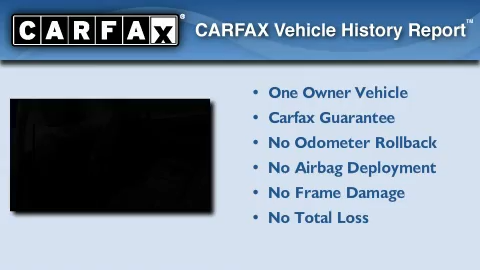 CARFAX® CARFAX Vehicle History Report™
• One Owner Vehicle
• Carfax Guarantee
• No Odometer Rollback
• No Airbag Deployment
• No Frame Damage
• No Total Loss